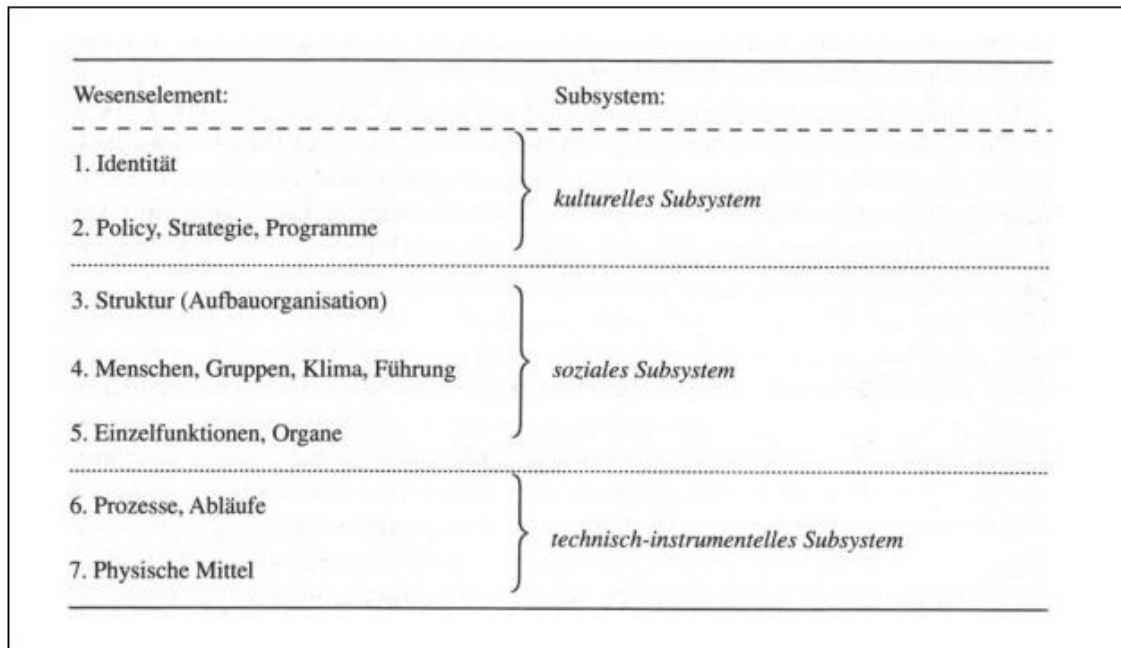 Wesenselement: Subsystem:
1. Identität
kulturelles Subsystem
2. Policy, Strategie, Programme
3. Struktur (Aufbauorganisation)
4. Menschen, Gruppen, Klima, Führung soziales Subsystem
5. Einzelfunktionen, Organe
6. Prozesse, Abläufe
technisch-instrumentelles Subsystem
7. Physische Mittel